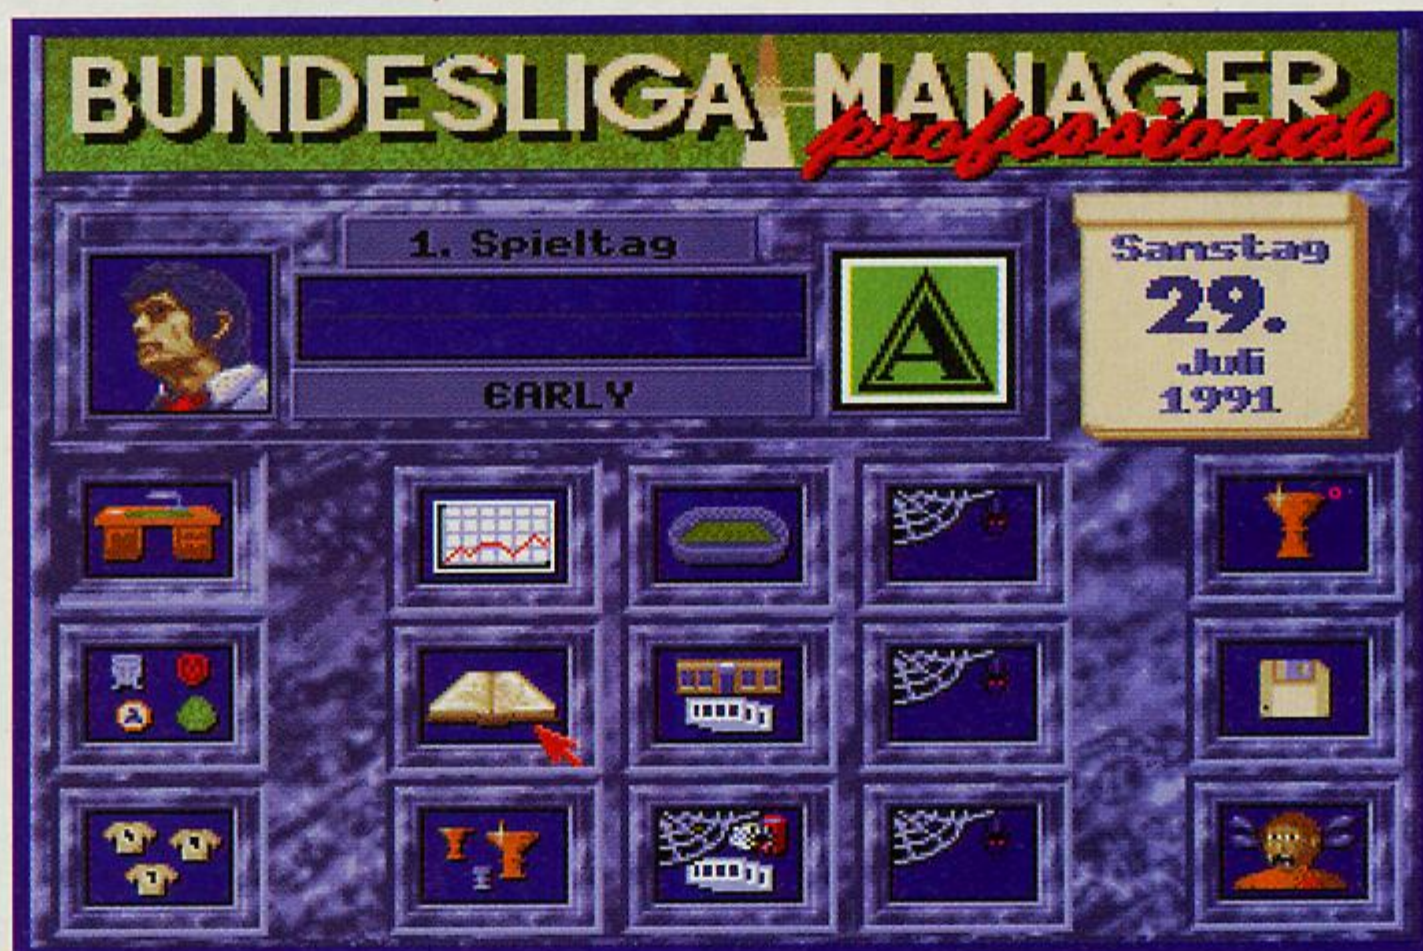 BUNDESLIGA MANAGER
professional
1. Spieltag
EARLY
A
Samstag
29.
Juli
1991